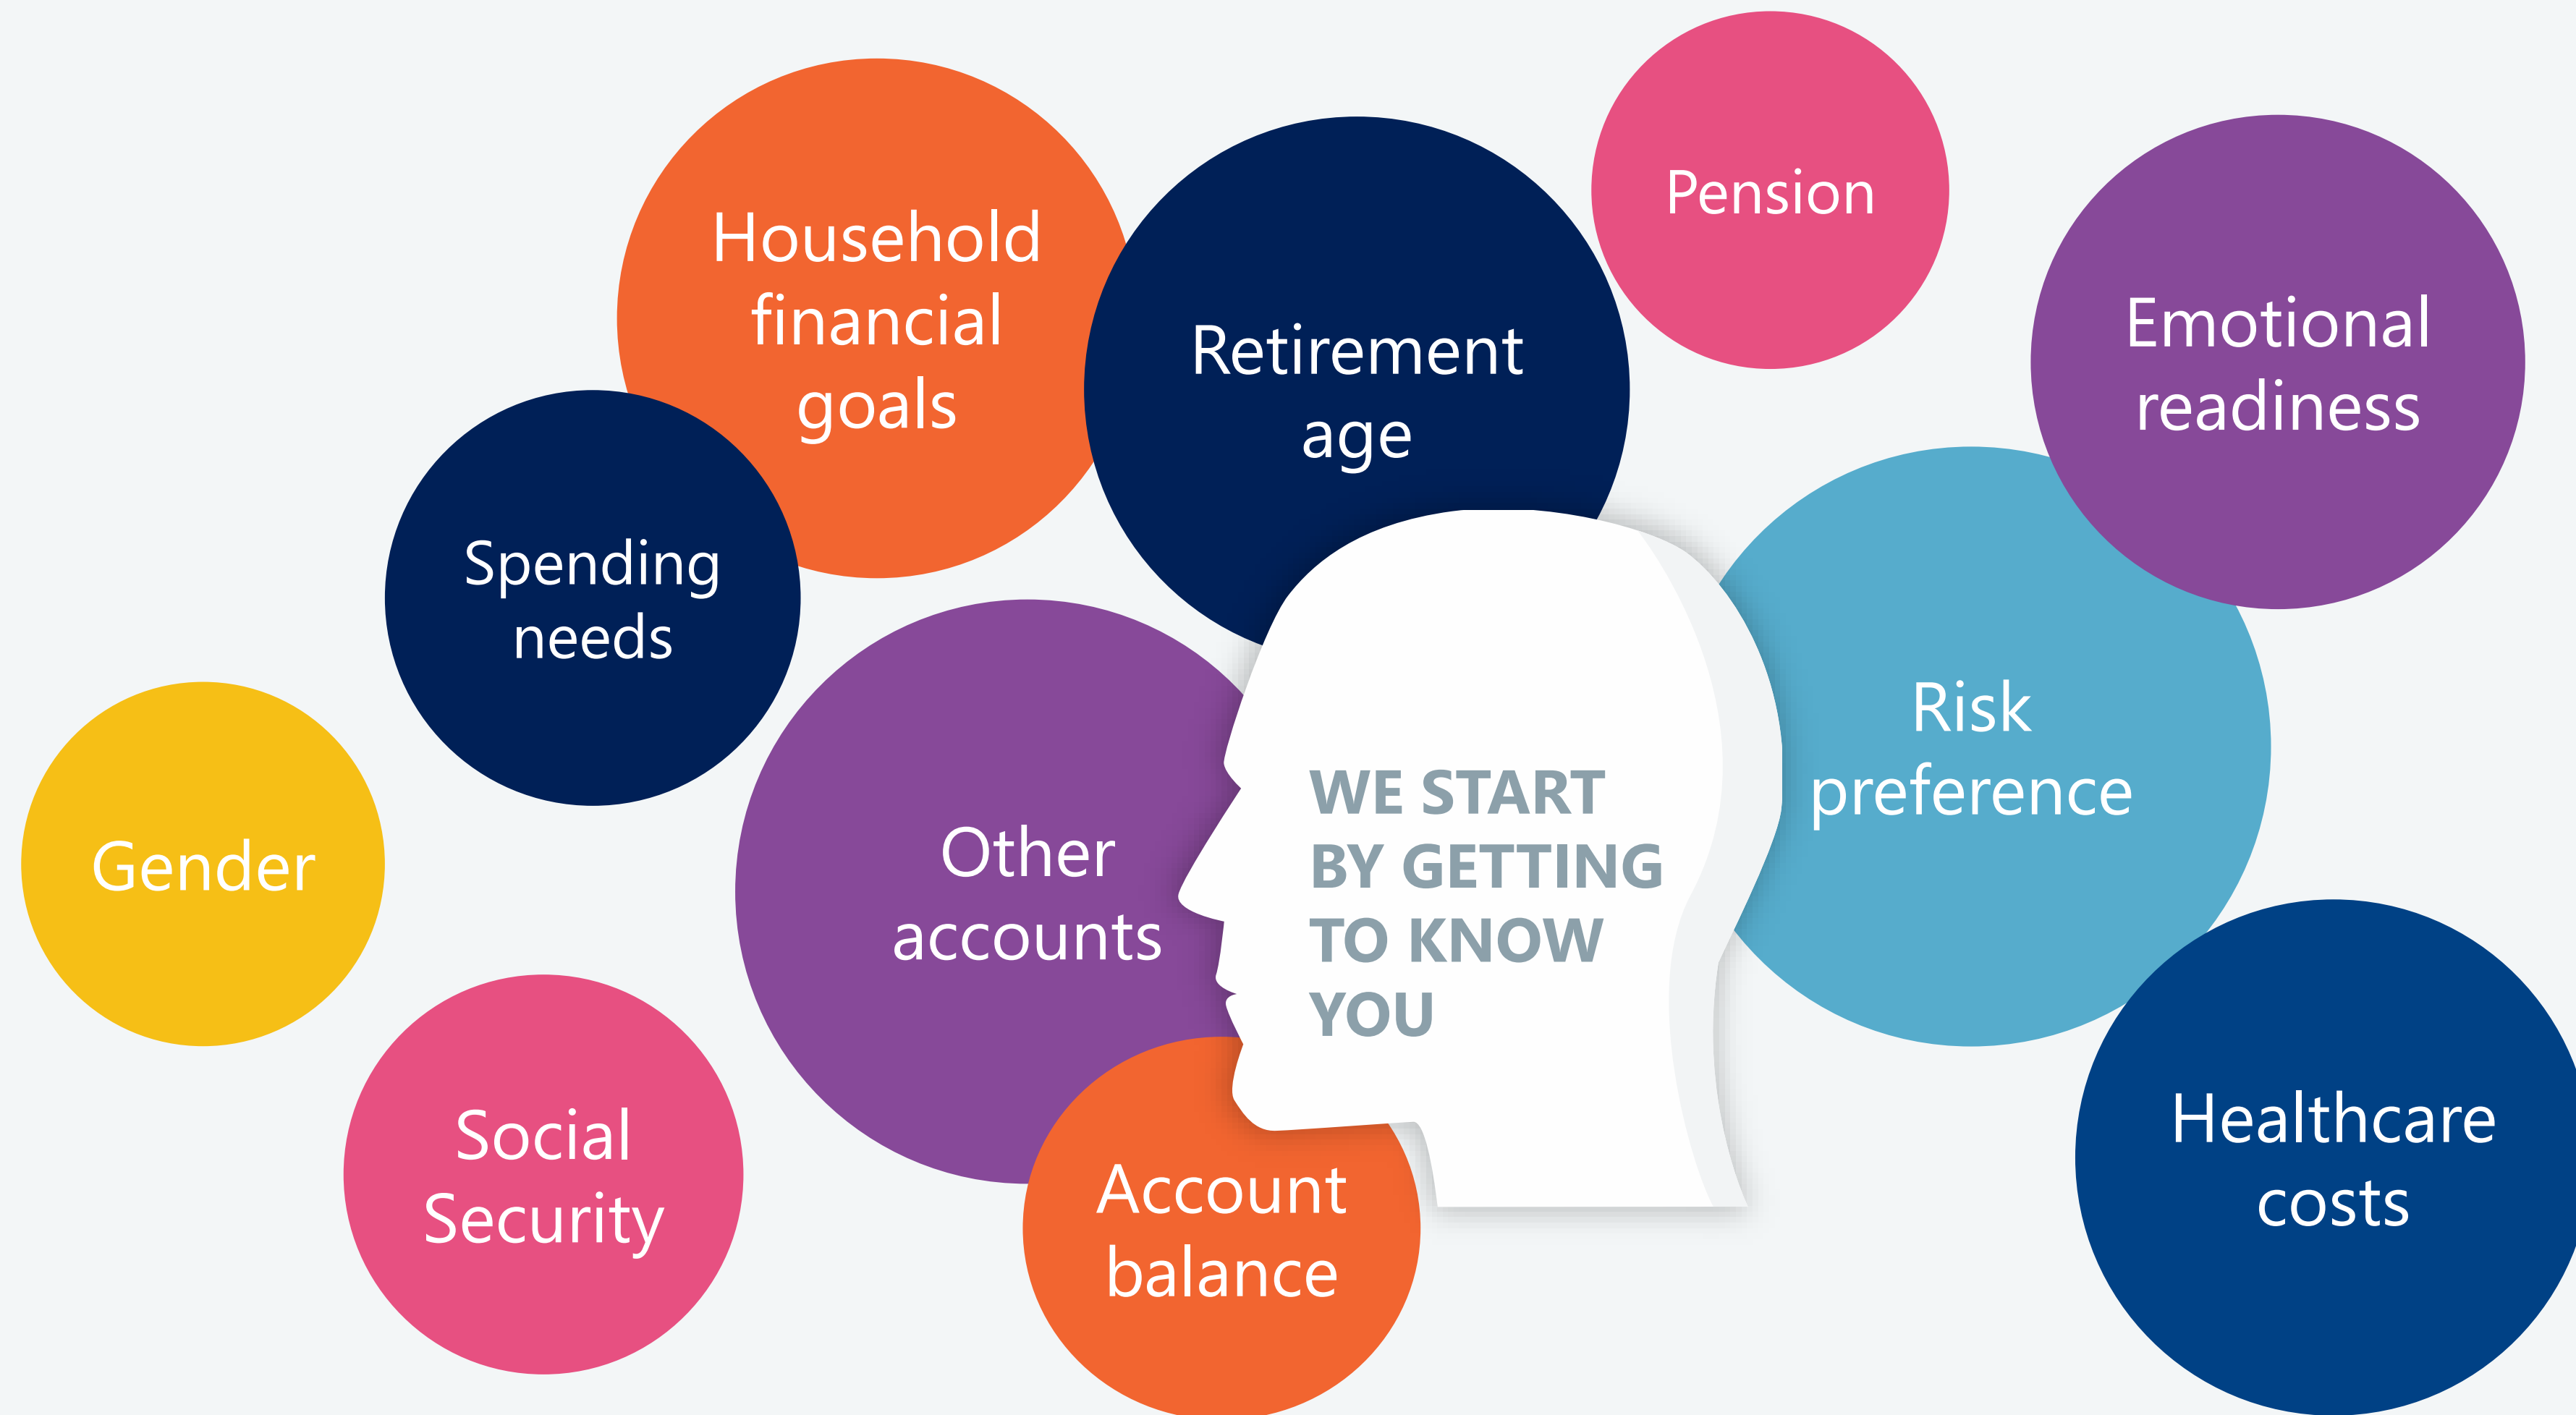 Pension
Household
financial
goals
Retirement
age
Emotional
readiness
Spending
needs
Risk
preference
Gender
Other
accounts
WE START
BY GETTING
TO KNOW
YOU
Social
Security
Account
balance
Healthcare
costs